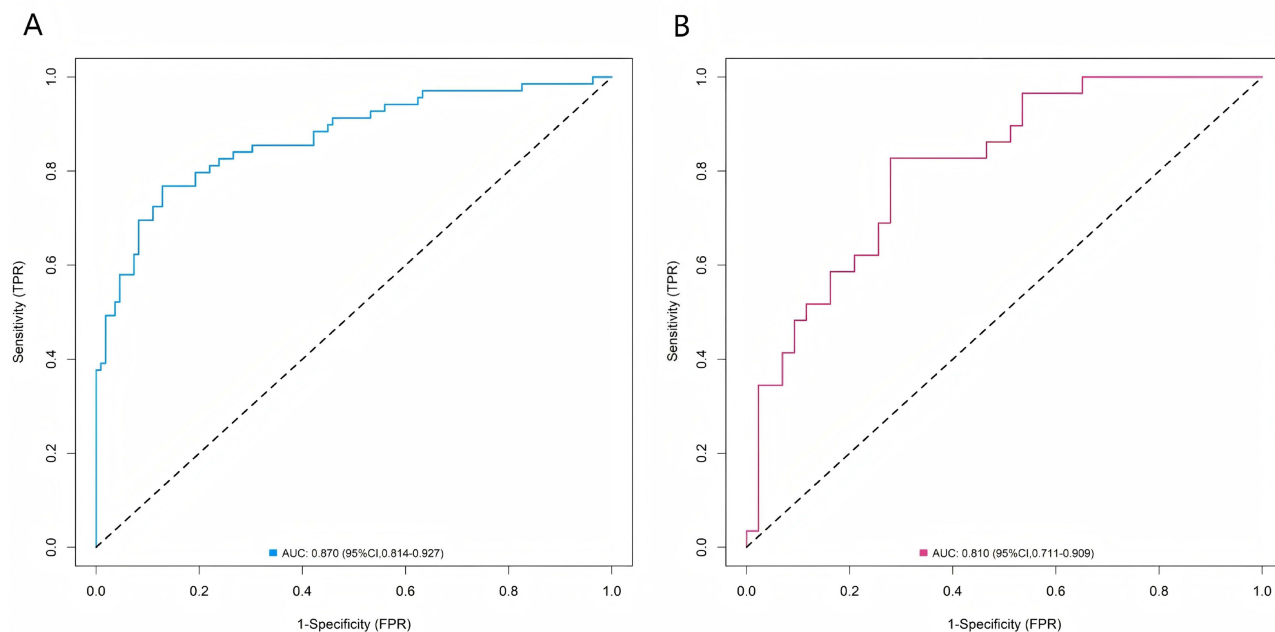 A
1.0
0.8
0.6
0.4
0.2
0.0
Sensitivity (TPR)
AUC: 0.870 (95%CI,0.814-0.927)
0.0 0.2 0.4 0.6 0.8 1.0
1-Specificity (FPR)
B
1.0
0.8
0.6
0.4
0.2
0.0
Sensitivity (TPR)
AUC: 0.810 (95%CI,0.711-0.909)
0.0 0.2 0.4 0.6 0.8 1.0
1-Specificity (FPR)